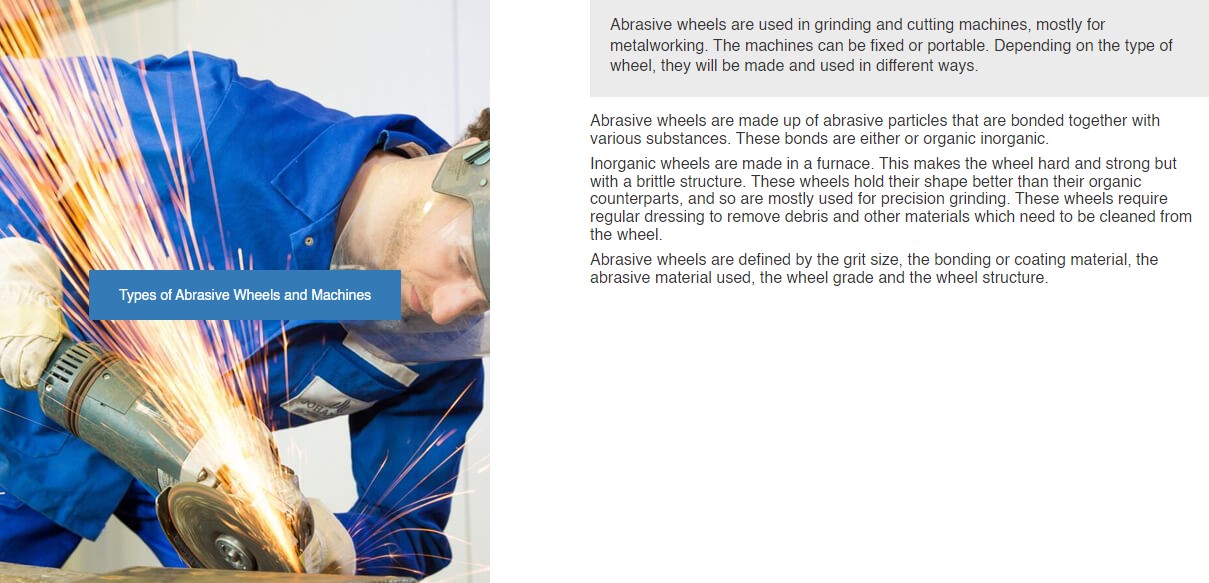 Types of Abrasive Wheels and Machines
Abrasive wheels are used in grinding and cutting machines, mostly for
metalworking. The machines can be fixed or portable. Depending on the type of
wheel, they will be made and used in different ways.
Abrasive wheels are made up of abrasive particles that are bonded together with
various substances. These bonds are either or organic inorganic.
Inorganic wheels are made in a furnace. This makes the wheel hard and strong but
with a brittle structure. These wheels hold their shape better than their organic
counterparts, and so are mostly used for precision grinding. These wheels require
regular dressing to remove debris and other materials which need to be cleaned from
the wheel.
Abrasive wheels are defined by the grit size, the bonding or coating material, the
abrasive material used, the wheel grade and the wheel structure.